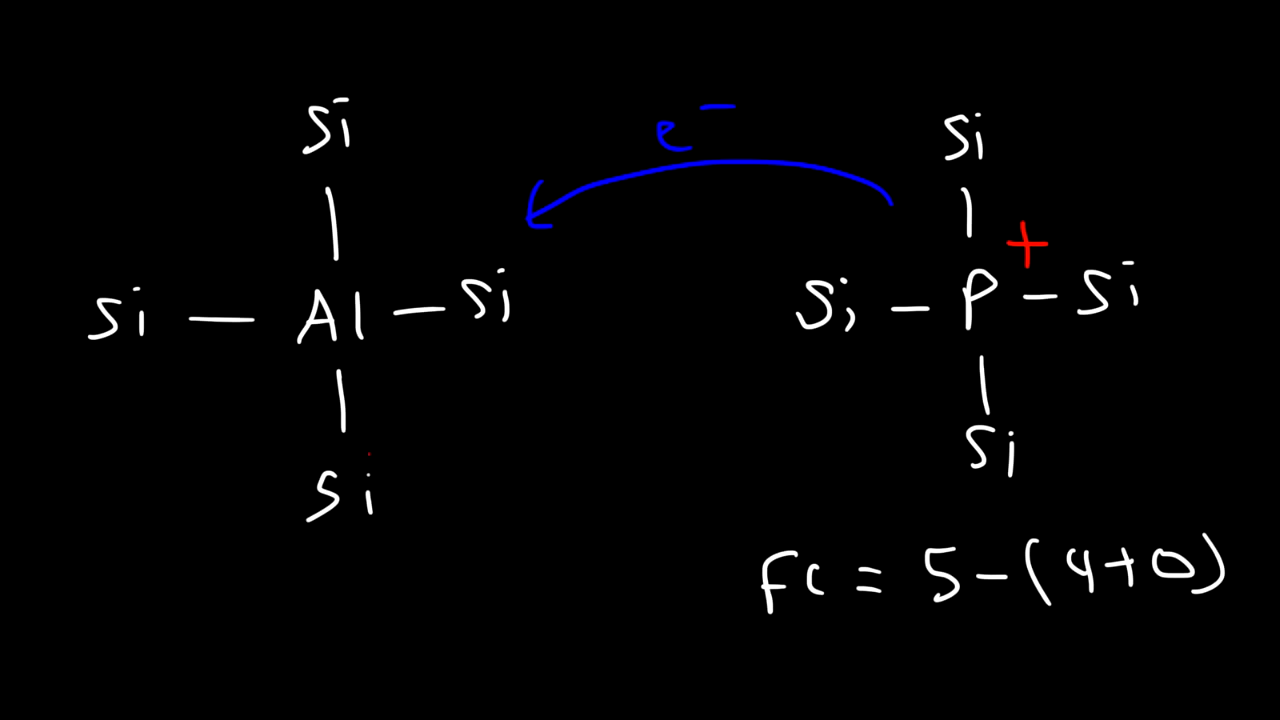 Si
e⁻
Si
Si — Al — Si
+
Si — P — Si
Si
Si
FC = 5 - (4 + 0)